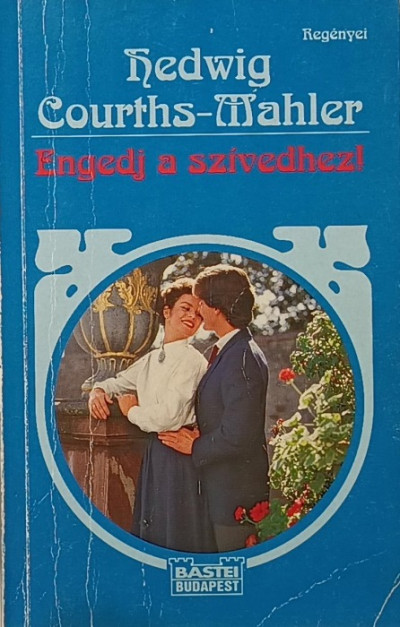 Regényei
Hedwig
Courths-Mahler
Engedj a szívedhez!
BASTEI
BUDAPEST